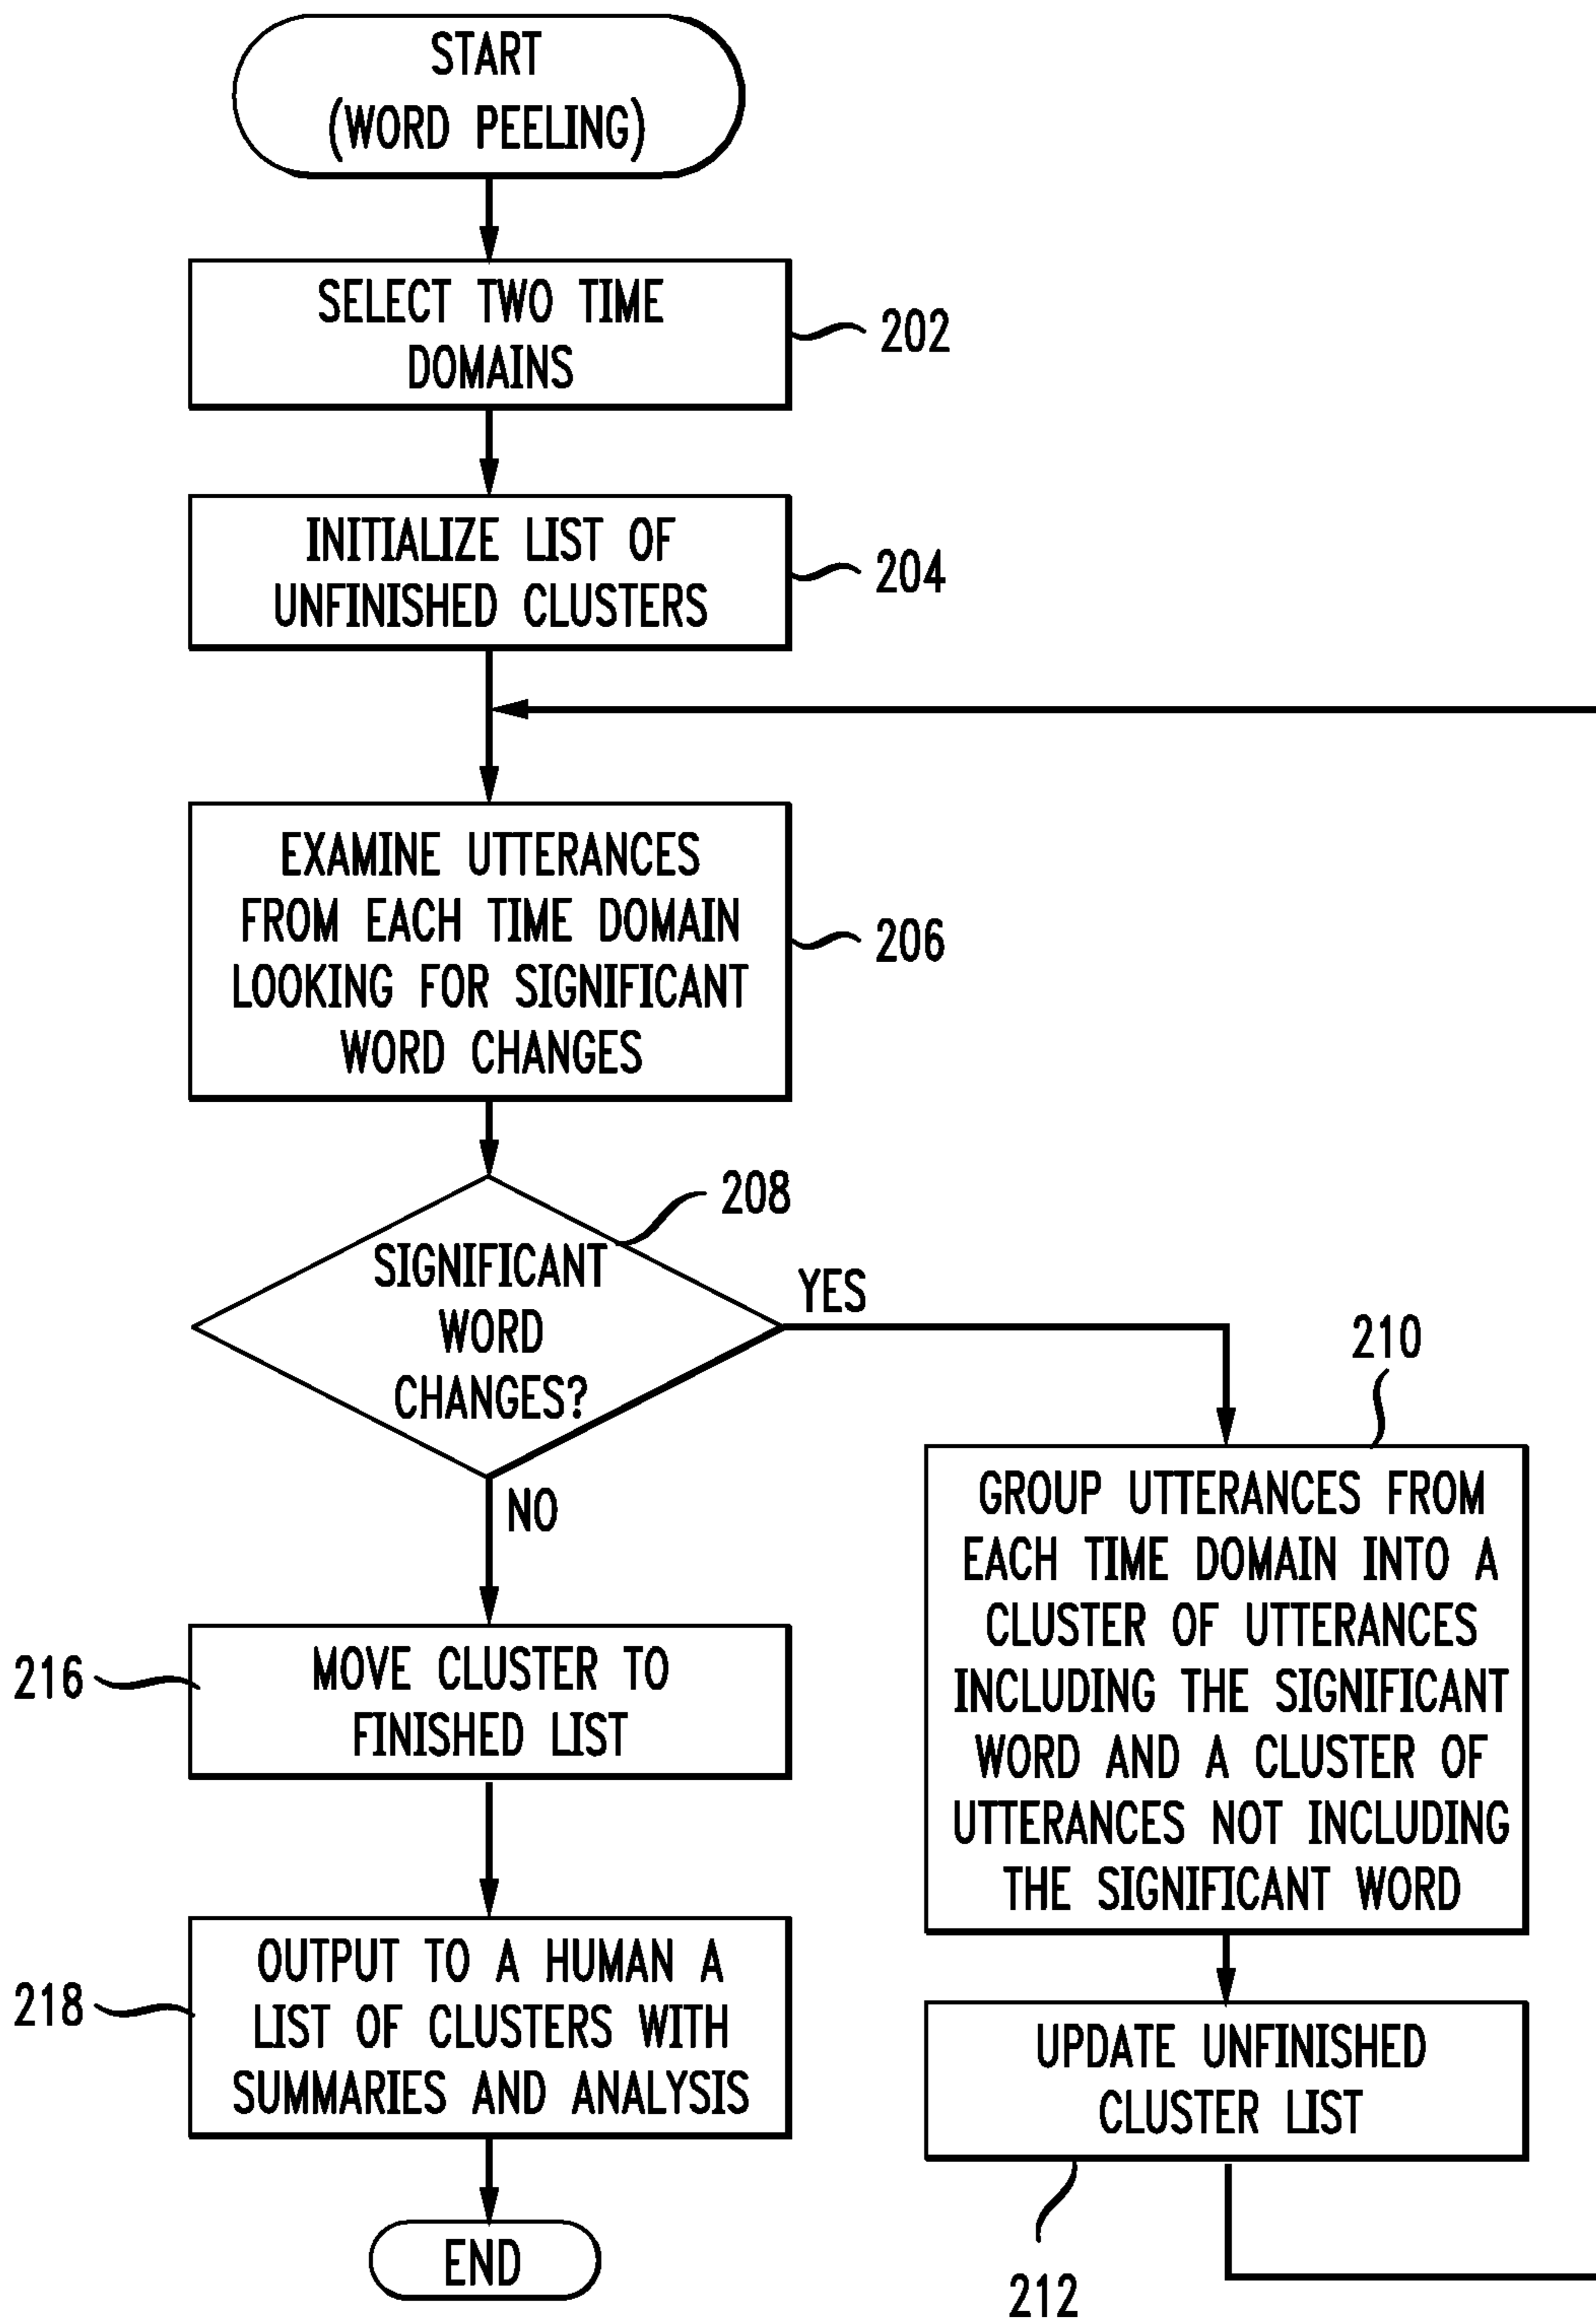 START
(WORD PEELING)
SELECT TWO TIME
DOMAINS
202
INITIALIZE LIST OF
UNFINISHED CLUSTERS
204
EXAMINE UTTERANCES
FROM EACH TIME DOMAIN
LOOKING FOR SIGNIFICANT
WORD CHANGES
206
208
SIGNIFICANT
WORD
CHANGES?
YES
NO
210
GROUP UTTERANCES FROM
EACH TIME DOMAIN INTO A
CLUSTER OF UTTERANCES
INCLUDING THE SIGNIFICANT
WORD AND A CLUSTER OF
UTTERANCES NOT INCLUDING
THE SIGNIFICANT WORD
216
MOVE CLUSTER TO
FINISHED LIST
218
OUTPUT TO A HUMAN A
LIST OF CLUSTERS WITH
SUMMARIES AND ANALYSIS
UPDATE UNFINISHED
CLUSTER LIST
212
END